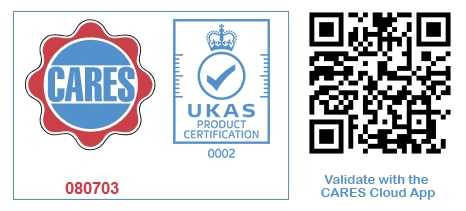 CARES
UKAS
PRODUCT
CERTIFICATION
0002
080703
Validate with the
CARES Cloud App